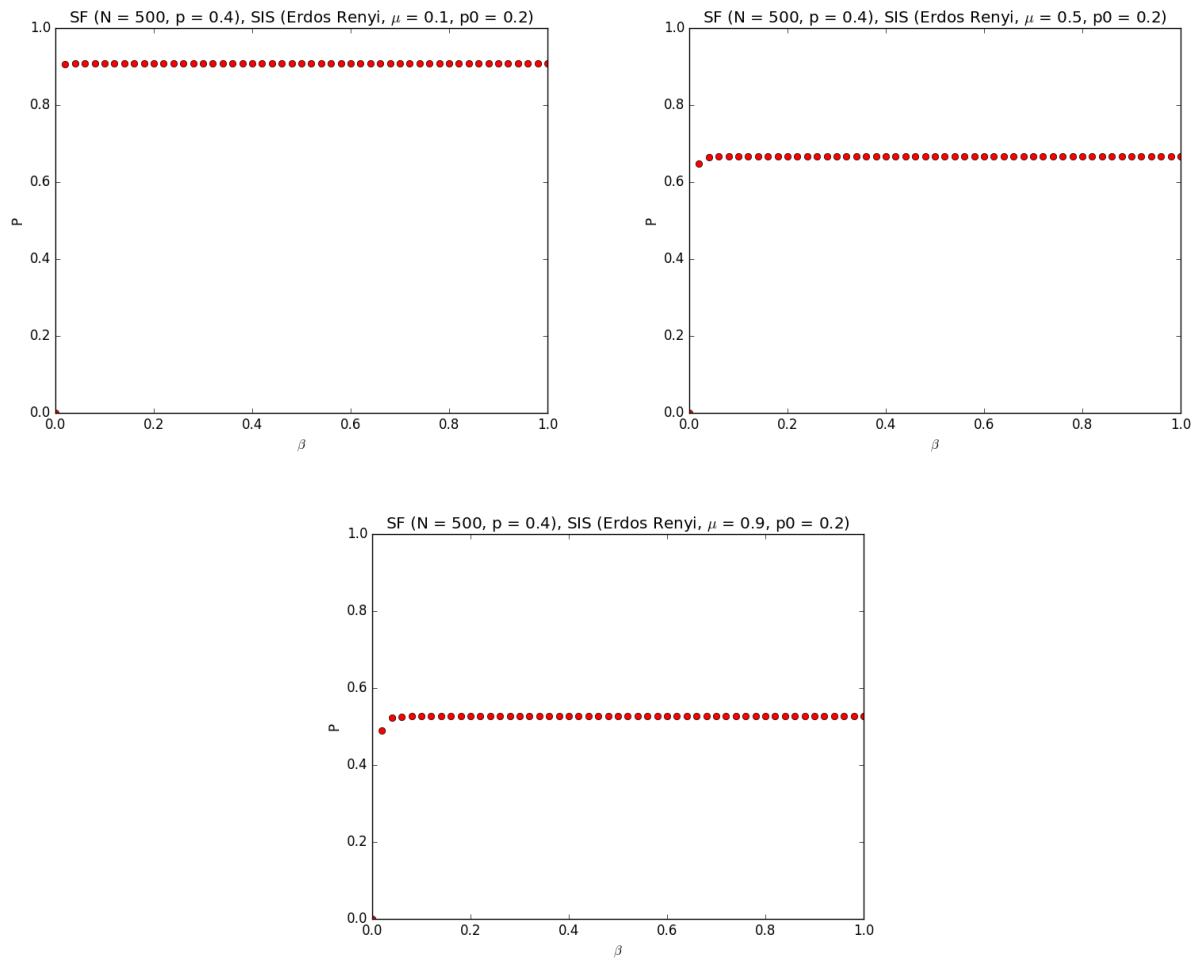 SF (N = 500, p = 0.4), SIS (Erdos Renyi, μ = 0.1, p0 = 0.2)
1.0
0.8
0.6
0.4
0.2
0.0
P
0.0 0.2 0.4 0.6 0.8 1.0
β
SF (N = 500, p = 0.4), SIS (Erdos Renyi, μ = 0.5, p0 = 0.2)
1.0
0.8
0.6
0.4
0.2
0.0
P
0.0 0.2 0.4 0.6 0.8 1.0
β
SF (N = 500, p = 0.4), SIS (Erdos Renyi, μ = 0.9, p0 = 0.2)
1.0
0.8
0.6
0.4
0.2
0.0
P
0.0 0.2 0.4 0.6 0.8 1.0
β